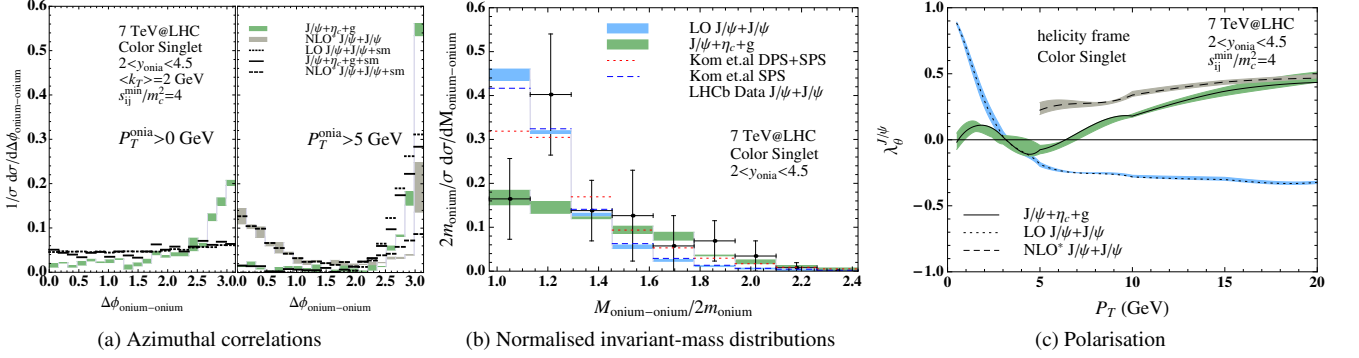 1/σ dσ/dΔϕonium−onium
0.6
0.5
0.4
0.3
0.2
0.1
0.0
7 TeV@LHC
Color Singlet
2<yonia<4.5
<kT>=2 GeV
sijmin/mc2=4
PTonia>0 GeV
J/ψ+ηc+g
NLO* J/ψ+J/ψ
LO J/ψ+J/ψ+sm
J/ψ+ηc+g+sm
NLO* J/ψ+J/ψ+sm
PTonia>5 GeV
0.0 0.5 1.0 1.5 2.0 2.5 3.0
0.0 0.5 1.0 1.5 2.0 2.5 3.0
Δϕonium−onium
Δϕonium−onium
(a) Azimuthal correlations
2monium/σ dσ/dMonium−onium
0.6
0.5
0.4
0.3
0.2
0.1
0.0
LO J/ψ+J/ψ
J/ψ+ηc+g
Kom et.al DPS+SPS
Kom et.al SPS
LHCb Data J/ψ+J/ψ
7 TeV@LHC
Color Singlet
2<yonia<4.5
1.0 1.2 1.4 1.6 1.8 2.0 2.2 2.4
Monium−onium/2monium
(b) Normalised invariant-mass distributions
λθJ/ψ
1.0
0.5
0.0
−0.5
−1.0
helicity frame
Color Singlet
7 TeV@LHC
2<yonia<4.5
sijmin/mc2=4
J/ψ+ηc+g
LO J/ψ+J/ψ
NLO* J/ψ+J/ψ
0 5 10 15 20
PT (GeV)
(c) Polarisation